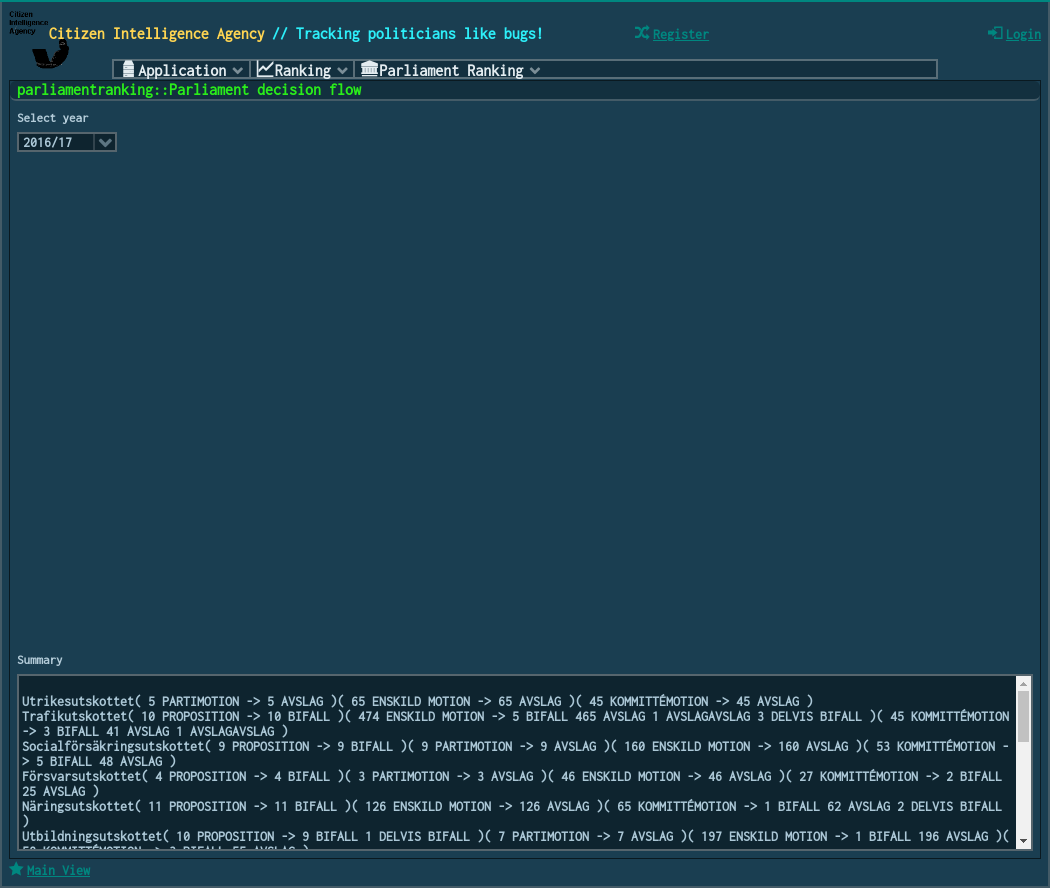 Citizen
Intelligence
Agency
Citizen Intelligence Agency // Tracking politicians like bugs!
Register
Login
Application
Ranking
Parliament Ranking
parliamentranking::Parliament decision flow
Select year
2016/17
Summary
Utrikesutskottet( 5 PARTIMOTION -> 5 AVSLAG )( 65 ENSKILD MOTION -> 65 AVSLAG )( 45 KOMMITTÉMOTION -> 45 AVSLAG )
Trafikutskottet( 10 PROPOSITION -> 10 BIFALL )( 474 ENSKILD MOTION -> 5 BIFALL 465 AVSLAG 1 AVSLAGAVSLAG 3 DELVIS BIFALL )( 45 KOMMITTÉMOTION
-> 3 BIFALL 41 AVSLAG 1 AVSLAGAVSLAG )
Socialförsäkringsutskottet( 9 PROPOSITION -> 9 BIFALL )( 9 PARTIMOTION -> 9 AVSLAG )( 160 ENSKILD MOTION -> 160 AVSLAG )( 53 KOMMITTÉMOTION -
> 5 BIFALL 48 AVSLAG )
Försvarsutskottet( 4 PROPOSITION -> 4 BIFALL )( 3 PARTIMOTION -> 3 AVSLAG )( 46 ENSKILD MOTION -> 46 AVSLAG )( 27 KOMMITTÉMOTION -> 2 BIFALL
25 AVSLAG )
Näringsutskottet( 11 PROPOSITION -> 11 BIFALL )( 126 ENSKILD MOTION -> 126 AVSLAG )( 65 KOMMITTÉMOTION -> 1 BIFALL 62 AVSLAG 2 DELVIS BIFALL
)
Utbildningsutskottet( 10 PROPOSITION -> 9 BIFALL 1 DELVIS BIFALL )( 7 PARTIMOTION -> 7 AVSLAG )( 197 ENSKILD MOTION -> 1 BIFALL 196 AVSLAG )(
KOMMITTÉMOTION -> 3 BIFALL 55 AVSLAG )
Main View